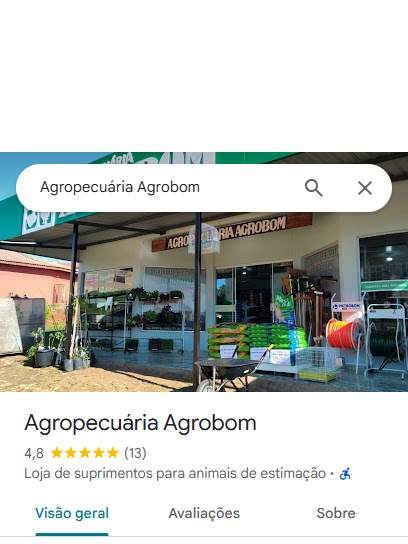 Agropecuária Agrobom
AGROPECUÁRIA AGROBOM
Agropecuária Agrobom
4,8 (13)
Loja de suprimentos para animais de estimação ·
Visão geral Avaliações Sobre